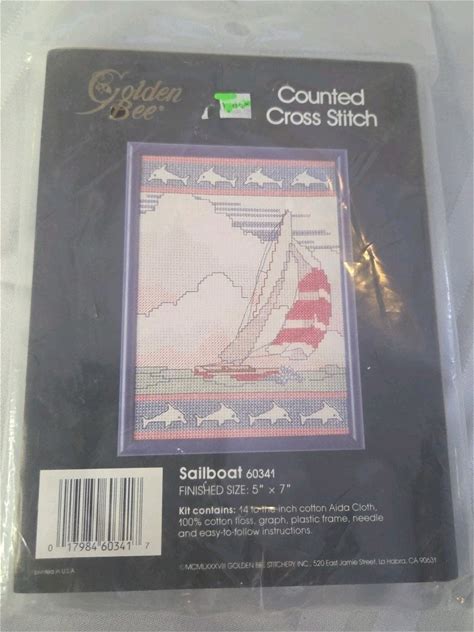 Golden
Bee®
Counted
Cross Stitch
Sailboat 60341
FINISHED SIZE: 5" x 7"
Kit contains: 14 to-the-inch cotton Aida Cloth,
100% cotton floss, graph, plastic frame, needle
and easy-to-follow instructions.
0 17984 60341 7
Printed in U.S.A.
©MCMLXXXVIII GOLDEN BEE STITCHERY INC., 520 East Jamie Street, La Habra, CA 90631